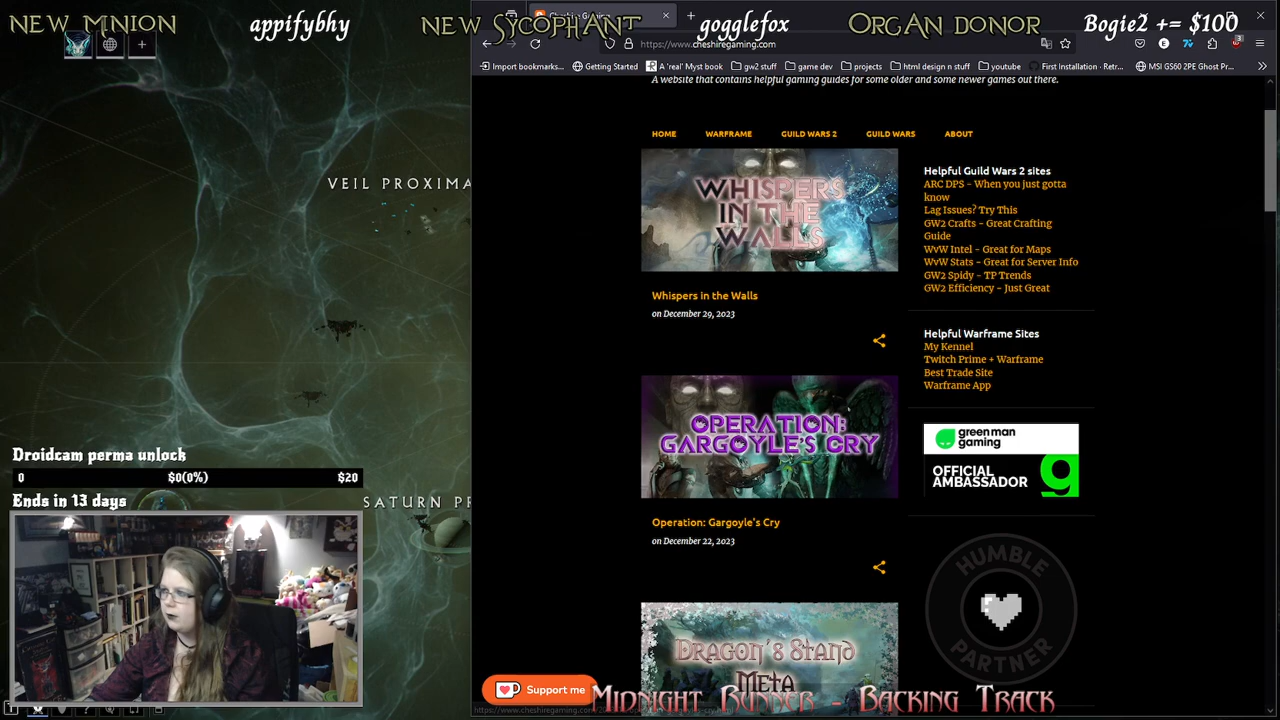 NEW MINION
appifybhy
NEW SYCOPHANT
gogglefox
ORGAN DONOR
Bogie2 += $100
https://www.cheshiregaming.com
Import bookmarks...
Getting Started
A 'real' Myst book
gw2 stuff
game dev
projects
html design n stuff
youtube
First Installation - Retr...
MSI GS60 2PE Ghost Pr...
A website that contains helpful gaming guides for some older and some newer games out there.
HOME
WARFRAME
GUILD WARS 2
GUILD WARS
ABOUT
VEIL PROXIMA
WHISPERS
IN THE
WALLS
Whispers in the Walls
on December 29, 2023
OPERATION:
GARGOYLE'S CRY
Operation: Gargoyle's Cry
on December 22, 2023
DRAGON'S STAND
META
Helpful Guild Wars 2 sites
ARC DPS - When you just gotta
know
Lag Issues? Try This
GW2 Crafts - Great Crafting
Guide
WvW Intel - Great for Maps
WvW Stats - Great for Server Info
GW2 Spidy - TP Trends
GW2 Efficiency - Just Great
Helpful Warframe Sites
My Kennel
Twitch Prime + Warframe
Best Trade Site
Warframe App
green man
gaming
OFFICIAL
AMBASSADOR
HUMBLE
PARTNER
Droidcam perma unlock
0
$0(0%)
$20
Ends in 13 days
SATURN PR
Support me
MIDNIGHT RUNNER - BACKING TRACK